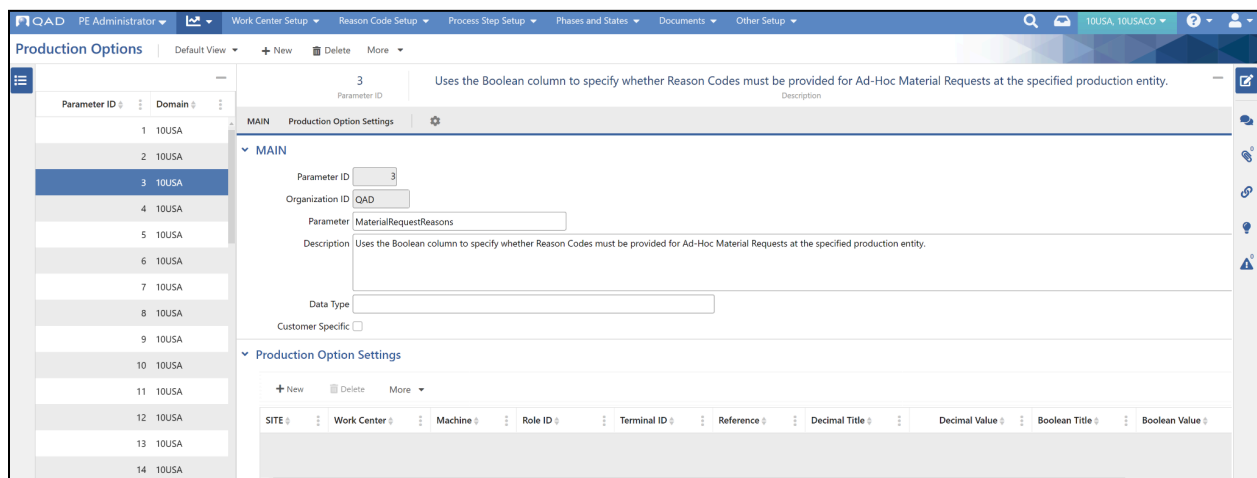 QAD PE Administrator Work Center Setup Reason Code Setup Process Step Setup Phases and States Documents Other Setup 10USA, 10USACO
Production Options Default View + New Delete More
3 Uses the Boolean column to specify whether Reason Codes must be provided for Ad-Hoc Material Requests at the specified production entity.
Parameter ID Description
Parameter ID Domain
1 10USA
2 10USA
3 10USA
4 10USA
5 10USA
6 10USA
7 10USA
8 10USA
9 10USA
10 10USA
11 10USA
12 10USA
13 10USA
14 10USA
MAIN Production Option Settings
MAIN
Parameter ID 3
Organization ID QAD
Parameter MaterialRequestReasons
Description Uses the Boolean column to specify whether Reason Codes must be provided for Ad-Hoc Material Requests at the specified production entity.
Data Type
Customer Specific
Production Option Settings
+ New Delete More
SITE Work Center Machine Role ID Terminal ID Reference Decimal Title Decimal Value Boolean Title Boolean Value
0
0